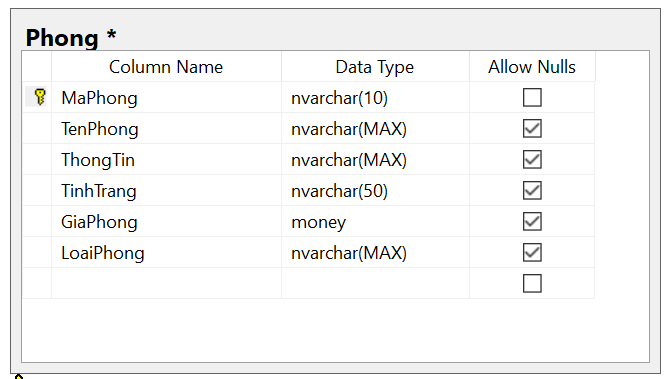 Phong *
Column Name Data Type Allow Nulls
MaPhong nvarchar(10)
TenPhong nvarchar(MAX)
ThongTin nvarchar(MAX)
TinhTrang nvarchar(50)
GiaPhong money
LoaiPhong nvarchar(MAX)